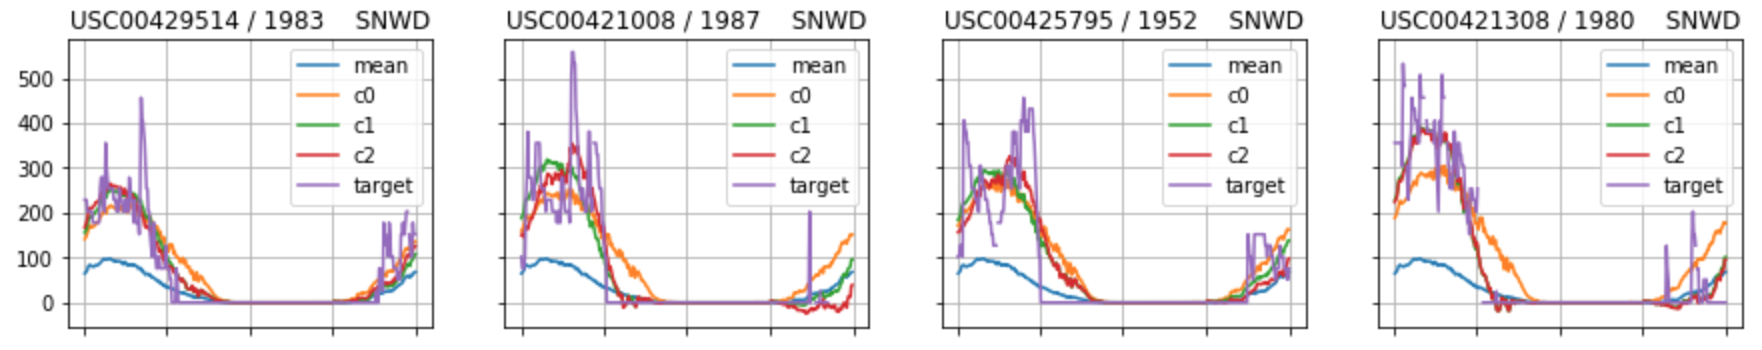 USC00429514 / 1983 SNWD
USC00421008 / 1987 SNWD
USC00425795 / 1952 SNWD
USC00421308 / 1980 SNWD
500
400
300
200
100
0
mean
c0
c1
c2
target
mean
c0
c1
c2
target
mean
c0
c1
c2
target
mean
c0
c1
c2
target